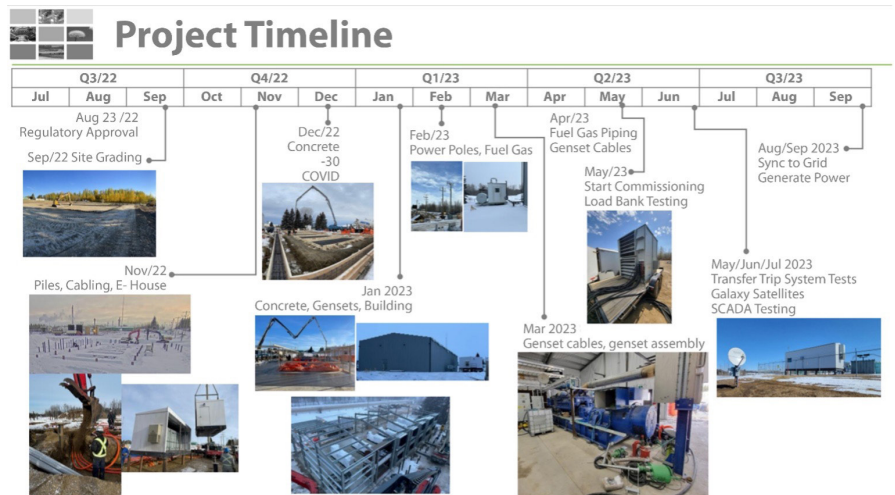 Project Timeline
Q3/22 Q4/22 Q1/23 Q2/23 Q3/23
Jul Aug Sep Oct Nov Dec Jan Feb Mar Apr May Jun Jul Aug Sep
Aug 23 /22
Regulatory Approval
Sep/22 Site Grading
Nov/22
Piles, Cabling, E- House
Dec/22
Concrete
-30
COVID
Jan 2023
Concrete, Gensets, Building
Feb/23
Power Poles, Fuel Gas
Mar 2023
Genset cables, genset assembly
Apr/23
Fuel Gas Piping
Genset Cables
May/23
Start Commissioning
Load Bank Testing
May/Jun/Jul 2023
Transfer Trip System Tests
Galaxy Satellites
SCADA Testing
Aug/Sep 2023
Sync to Grid
Generate Power